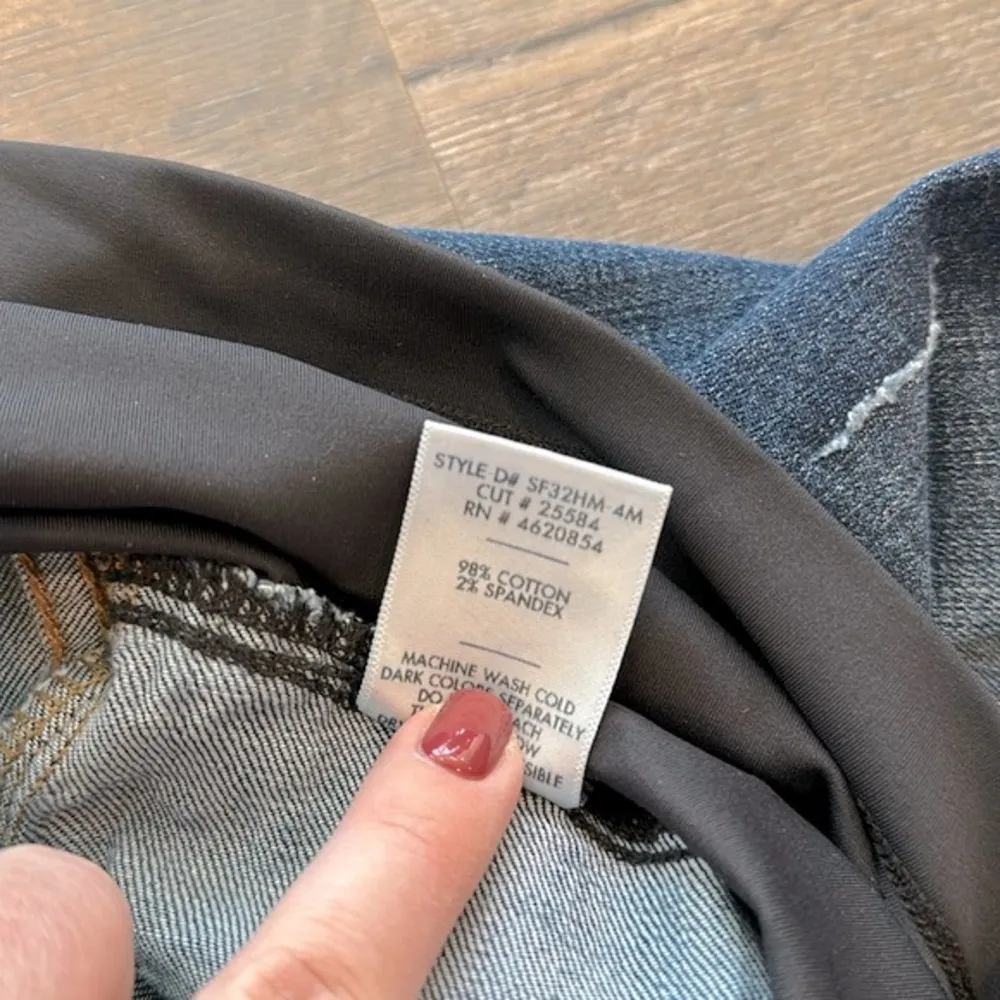 STYLE D# SF32HM-4M
CUT # 25584
RN # 4620854
98% COTTON
2% SPANDEX
MACHINE WASH COLD
DARK COLORS SEPARATELY
DO